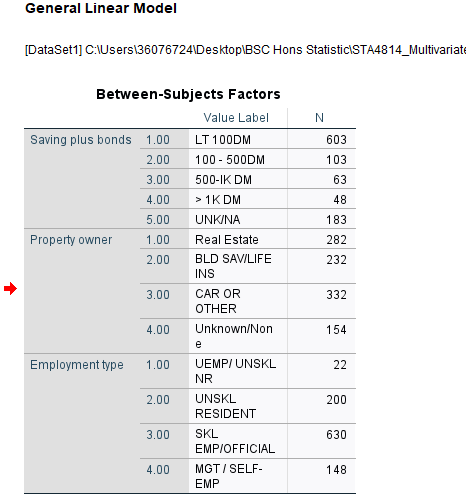 General Linear Model
[DataSet1] C:\Users\36076724\Desktop\BSC Hons Statistic\STA4814_Multivariate
Between-Subjects Factors
Value Label N
Saving plus bonds 1.00 LT 100DM 603
2.00 100 - 500DM 103
3.00 500-IK DM 63
4.00 > 1K DM 48
5.00 UNK/NA 183
Property owner 1.00 Real Estate 282
2.00 BLD SAV/LIFE 232
INS
3.00 CAR OR 332
OTHER
4.00 Unknown/Non 154
e
Employment type 1.00 UEMP/ UNSKL 22
NR
2.00 UNSKL 200
RESIDENT
3.00 SKL 630
EMP/OFFICIAL
4.00 MGT / SELF- 148
EMP